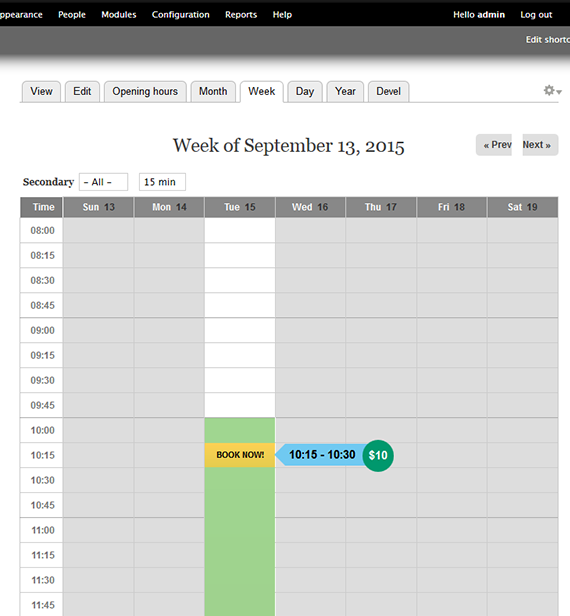 ppearance People Modules Configuration Reports Help Hello admin Log out
Edit shortc
View Edit Opening hours Month Week Day Year Devel
Week of September 13, 2015
« Prev Next »
Secondary - All - 15 min
Time Sun 13 Mon 14 Tue 15 Wed 16 Thu 17 Fri 18 Sat 19
08:00
08:15
08:30
08:45
09:00
09:15
09:30
09:45
10:00
10:15 BOOK NOW! 10:15 - 10:30 $10
10:30
10:45
11:00
11:15
11:30
11:45